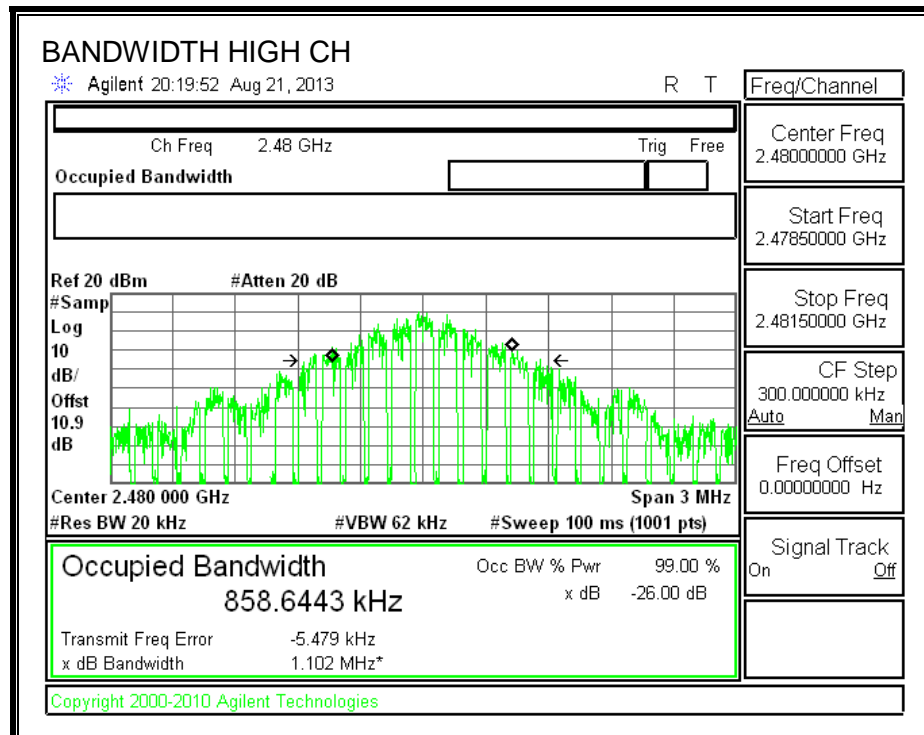 BANDWIDTH HIGH CH
Agilent 20:19:52 Aug 21, 2013 R T
Freq/Channel
Ch Freq 2.48 GHz Trig Free
Occupied Bandwidth
Center Freq
2.48000000 GHz
Start Freq
2.47850000 GHz
Stop Freq
2.48150000 GHz
CF Step
300.000000 kHz
Auto Man
Freq Offset
0.00000000 Hz
Signal Track
On Off
Ref 20 dBm #Atten 20 dB
#Samp
Log
10
dB/
Offst
10.9
dB
Center 2.480 000 GHz Span 3 MHz
#Res BW 20 kHz #VBW 62 kHz #Sweep 100 ms (1001 pts)
Occupied Bandwidth
858.6443 kHz
Occ BW % Pwr 99.00 %
x dB -26.00 dB
Transmit Freq Error -5.479 kHz
x dB Bandwidth 1.102 MHz*
Copyright 2000-2010 Agilent Technologies